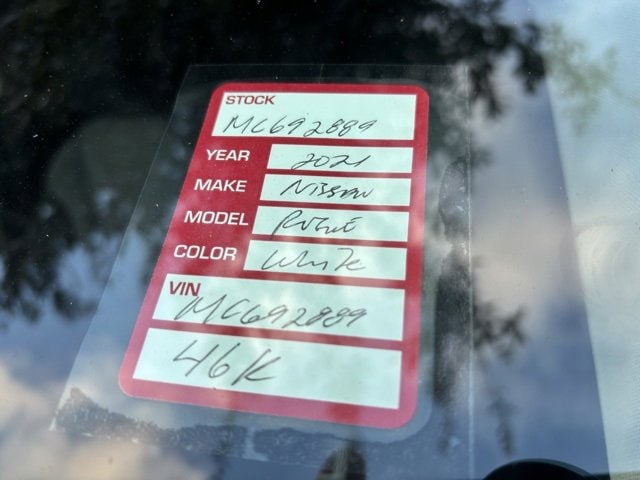 STOCK
MC692889
YEAR 2021
MAKE Nissan
MODEL Rogue
COLOR White
VIN
MC692889
46K